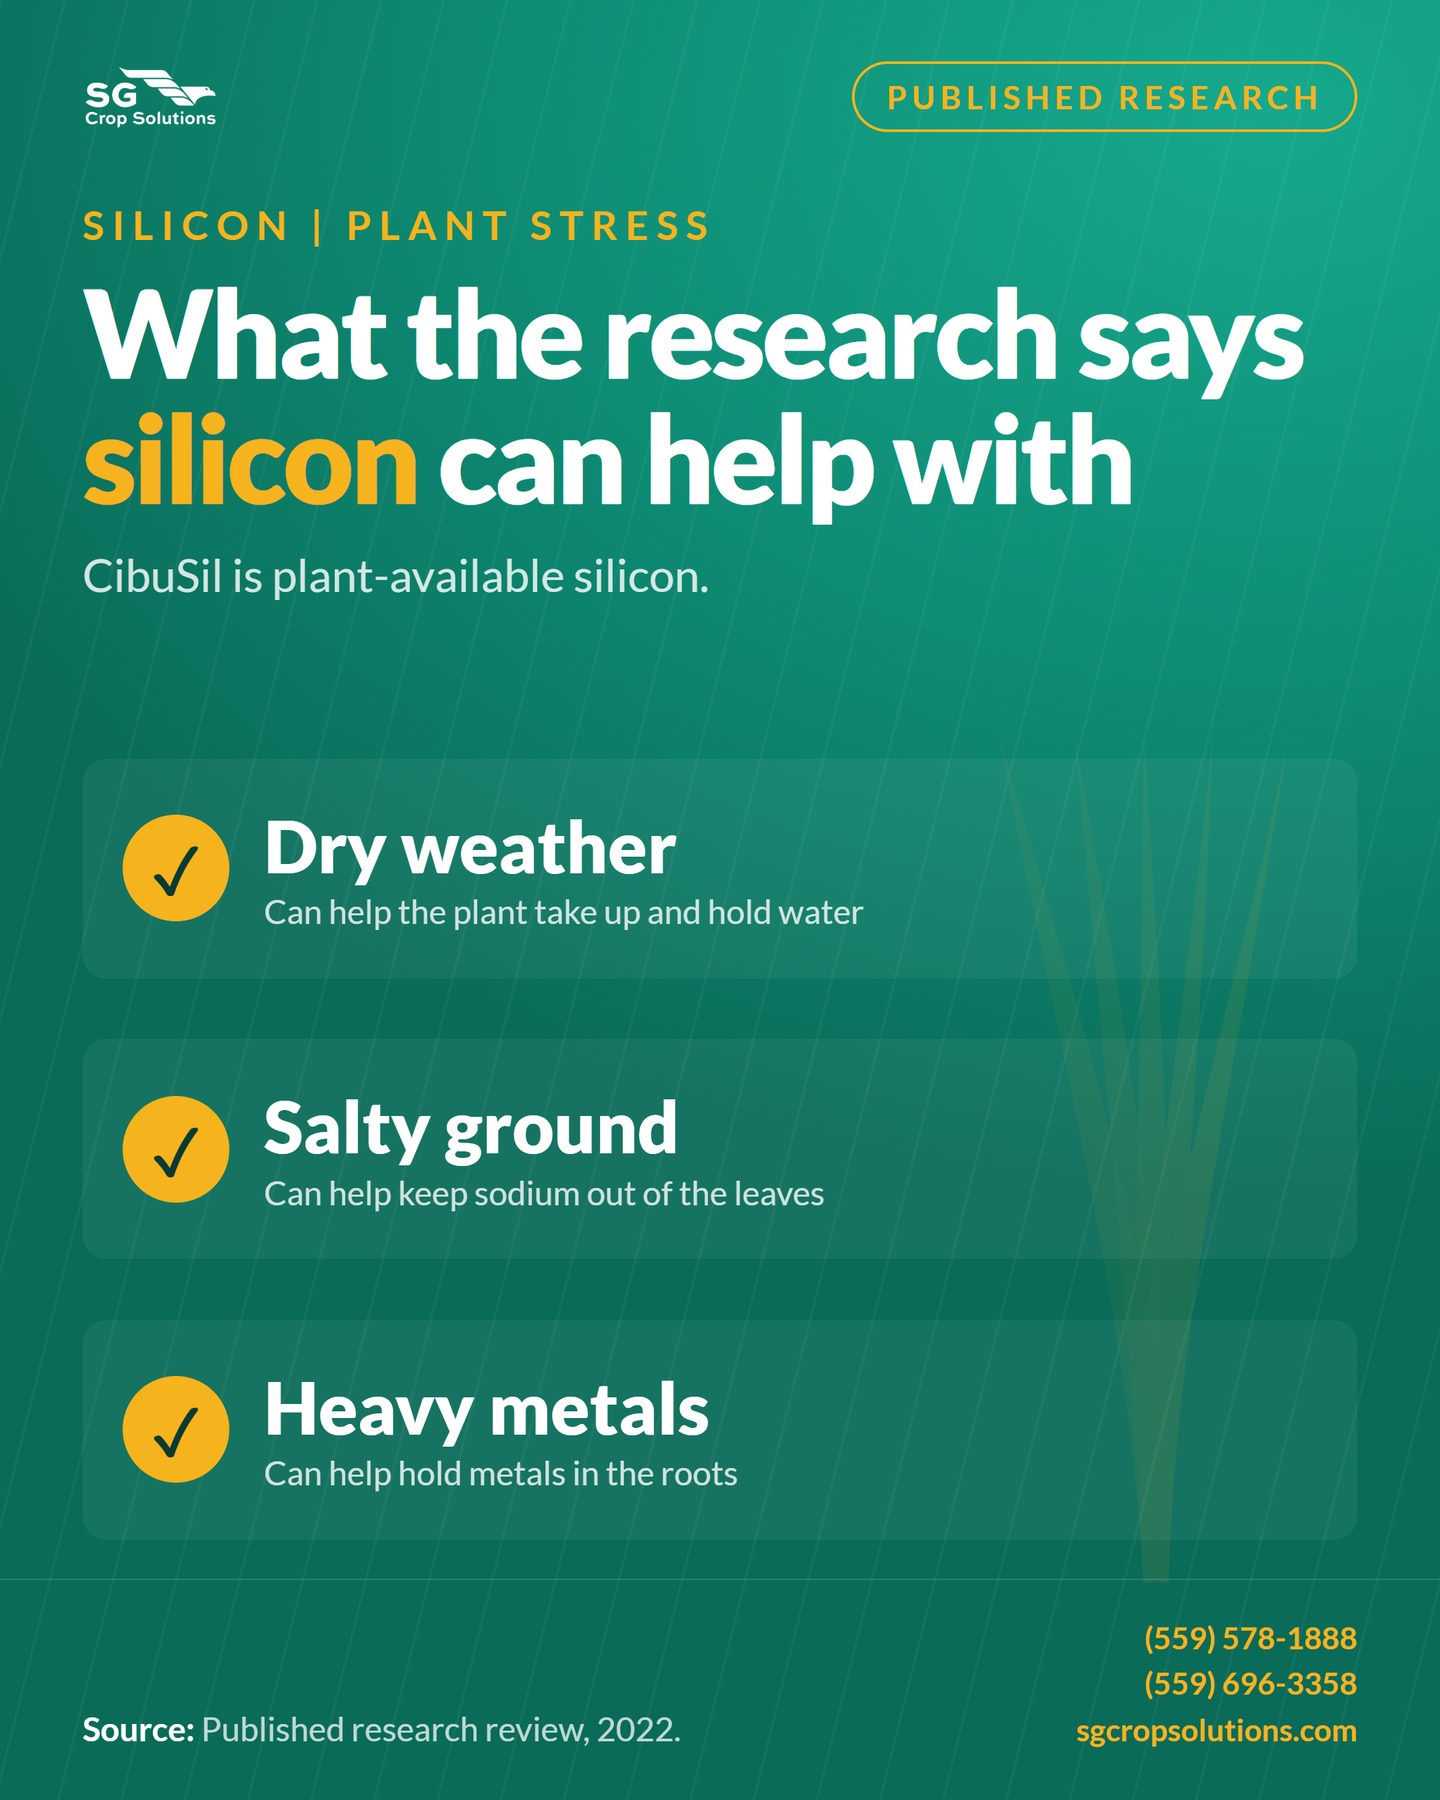 SG
Crop Solutions
PUBLISHED RESEARCH
SILICON | PLANT STRESS
What the research says
silicon can help with
CibuSil is plant-available silicon.
✓
Dry weather
Can help the plant take up and hold water
✓
Salty ground
Can help keep sodium out of the leaves
✓
Heavy metals
Can help hold metals in the roots
(559) 578-1888
(559) 696-3358
Source: Published research review, 2022.
sgcropsolutions.com